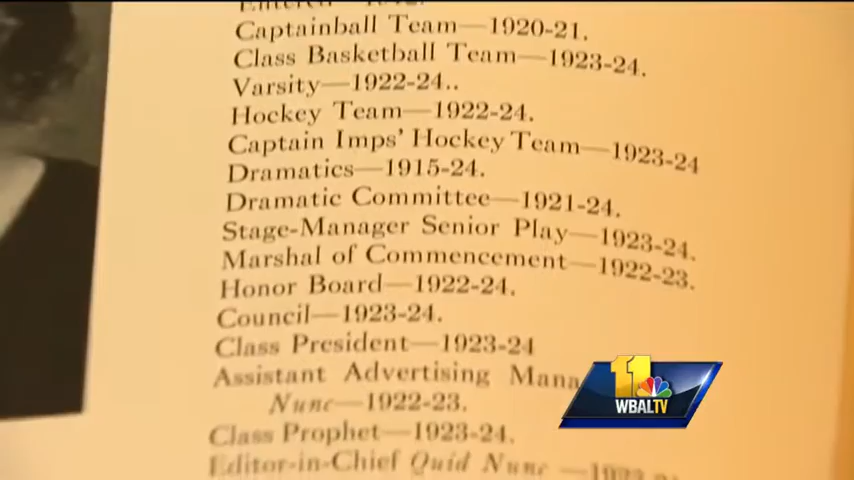 Captainball Team—1920-21.
Class Basketball Team—1923-24.
Varsity—1922-24..
Hockey Team—1922-24.
Captain Imps' Hockey Team—1923-24
Dramatics—1915-24.
Dramatic Committee—1921-24.
Stage-Manager Senior Play—1923-24.
Marshal of Commencement—1922-23.
Honor Board—1922-24.
Council—1923-24.
Class President—1923-24
Assistant Advertising Mana
Nunc—1922-23.
Class Prophet—1923-24.
Editor-in-Chief Quid Nunc —
11
WBALTV